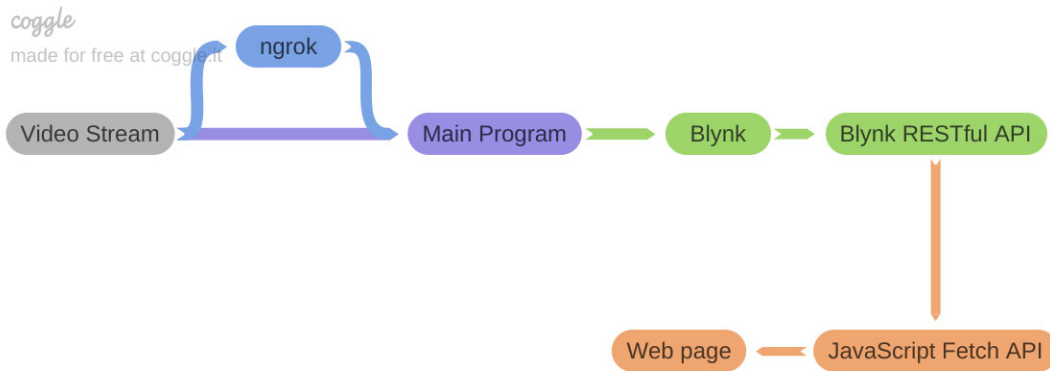 coggle
made for free at coggle.it
ngrok
Video Stream
Main Program
Blynk
Blynk RESTful API
Web page
JavaScript Fetch API